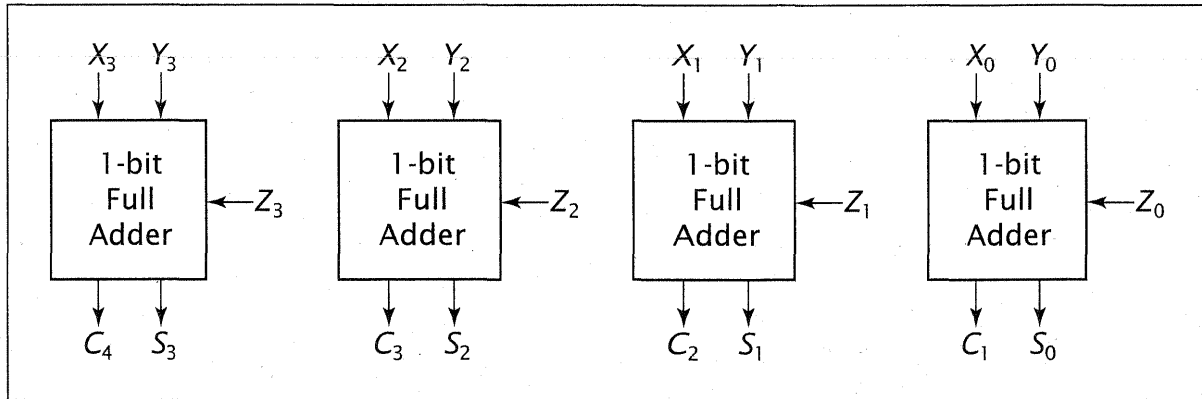 X₃ Y₃ X₂ Y₂ X₁ Y₁ X₀ Y₀
1-bit 1-bit 1-bit 1-bit
Full Full Full Full
Z₃ Z₂ Z₁ Z₀
Adder Adder Adder Adder
C₄ S₃ C₃ S₂ C₂ S₁ C₁ S₀